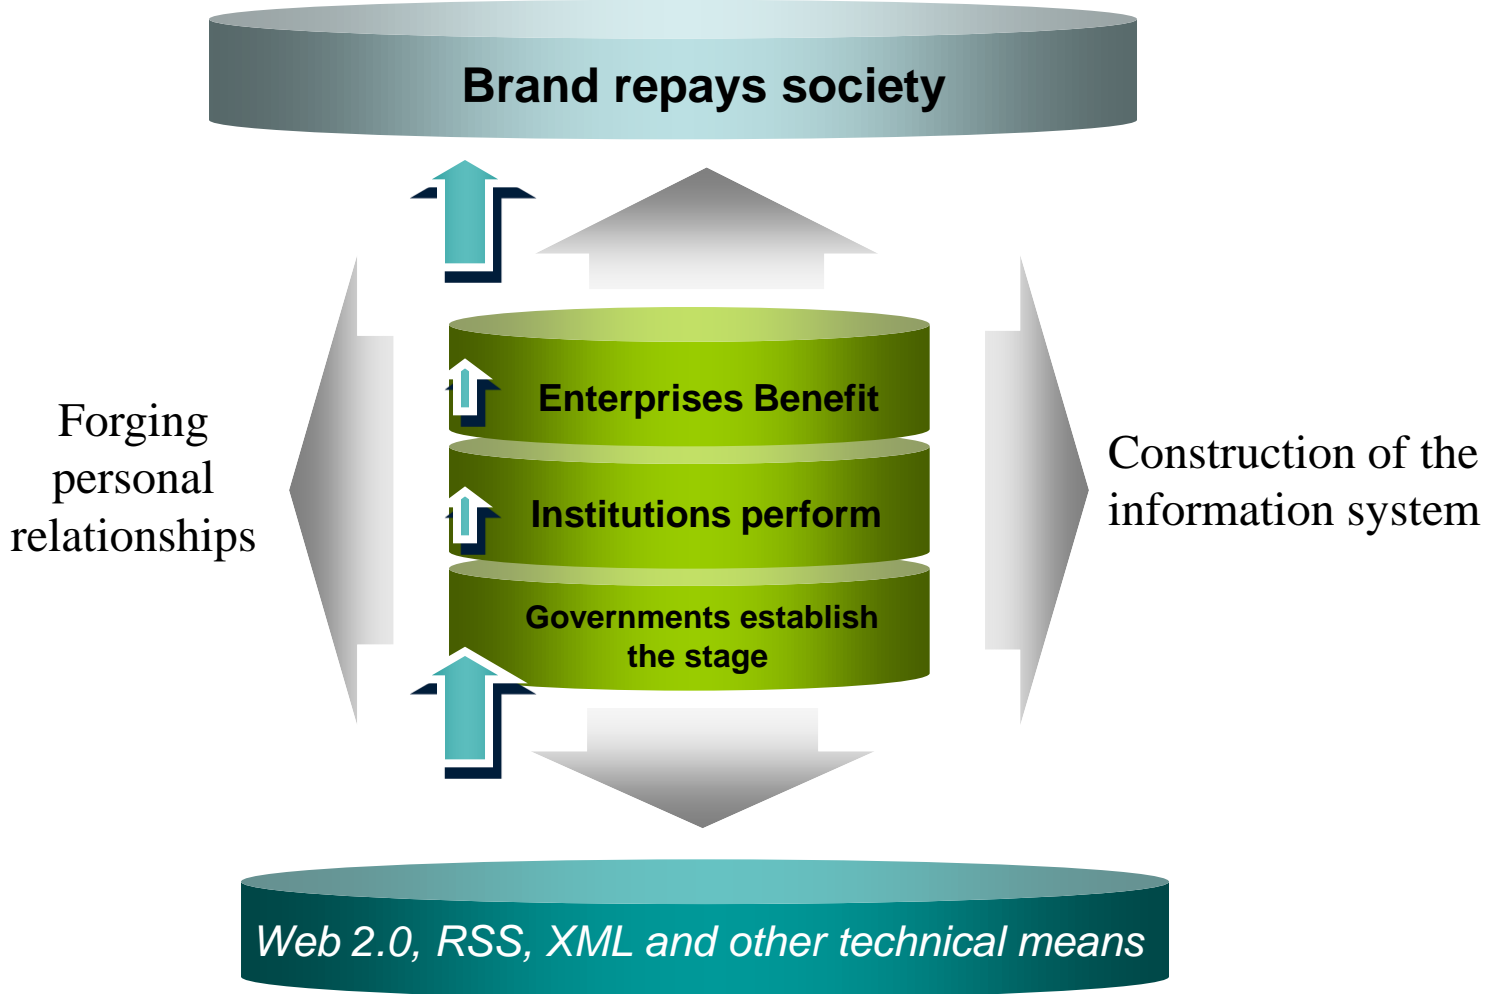 Brand repays society
Enterprises Benefit
Forging
personal
relationships
Construction of the
information system
Institutions perform
Governments establish
the stage
Web 2.0, RSS, XML and other technical means